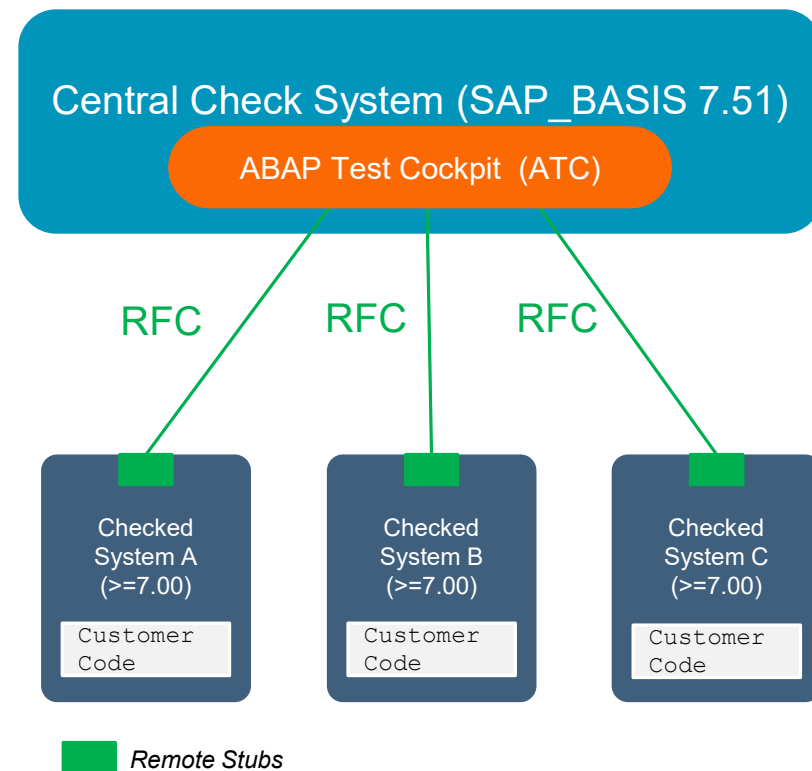 Central Check System (SAP_BASIS 7.51)
ABAP Test Cockpit (ATC)
RFC
RFC
RFC
Checked
System A
(>=7.00)
Customer
Code
Checked
System B
(>=7.00)
Customer
Code
Checked
System C
(>=7.00)
Customer
Code
Remote Stubs